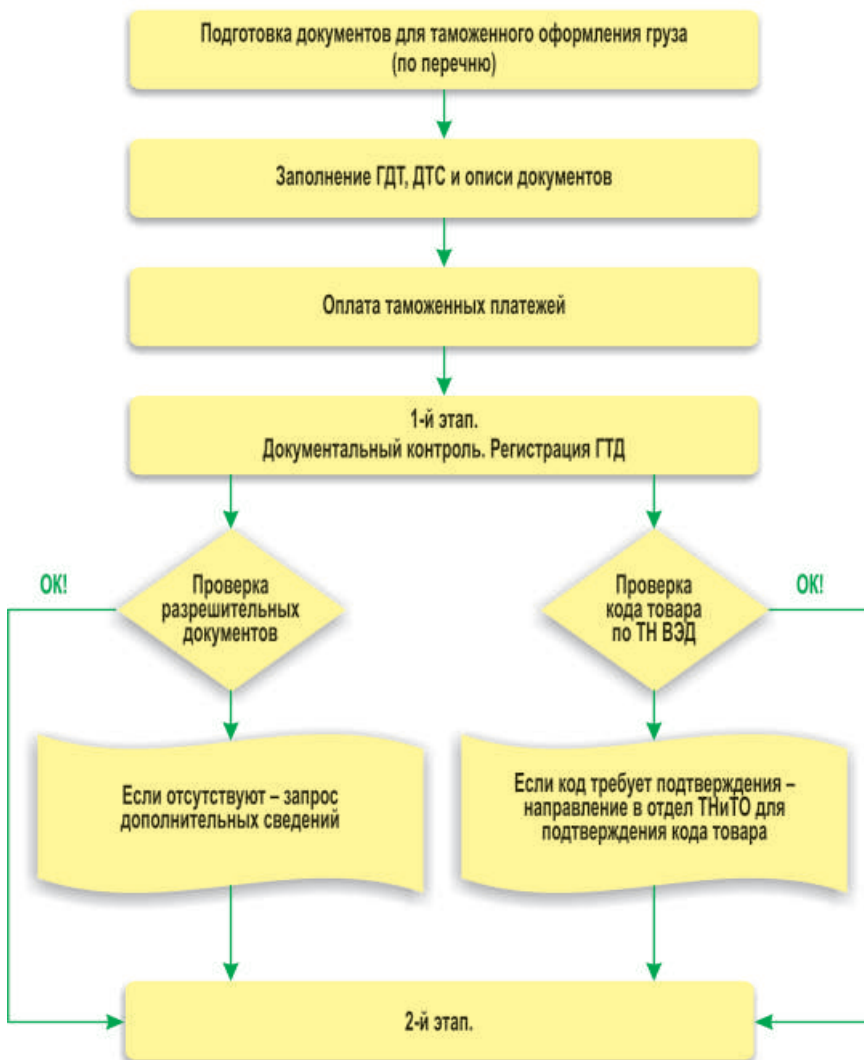 Подготовка документов для таможенного оформления груза
(по перечню)
Заполнение ГДТ, ДТС и описи документов
Оплата таможенных платежей
1-й этап.
Документальный контроль. Регистрация ГТД
ОК!
Проверка
разрешительных
документов
Проверка
кода товара
по ТН ВЭД
ОК!
Если отсутствуют – запрос
дополнительных сведений
Если код требует подтверждения –
направление в отдел ТНиТО для
подтверждения кода товара
2-й этап.